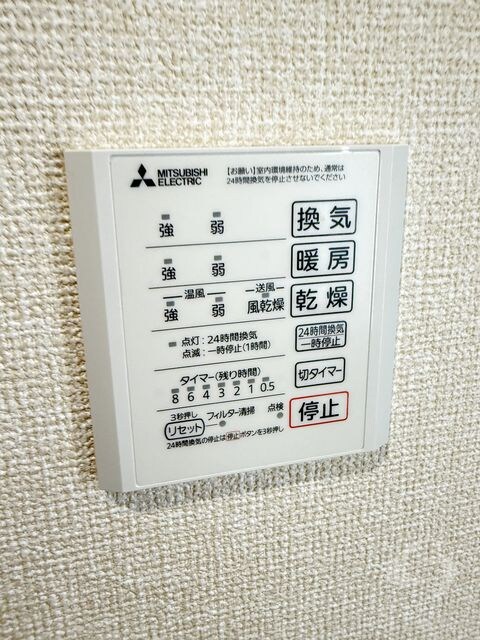 MITSUBISHI
ELECTRIC
【お願い】室内環境維持のため、通常は
24時間換気を停止させないでください
強 弱 換気
強 弱 暖房
温風 送風
強 弱 風乾燥 乾燥
点灯:24時間換気
点滅:一時停止(1時間)
24時間換気
一時停止
タイマー(残り時間)
8 6 4 3 2 1 0.5
切タイマー
3秒押し
リセット フィルター清掃 点検
停止
24時間換気の停止は停止ボタンを3秒押し